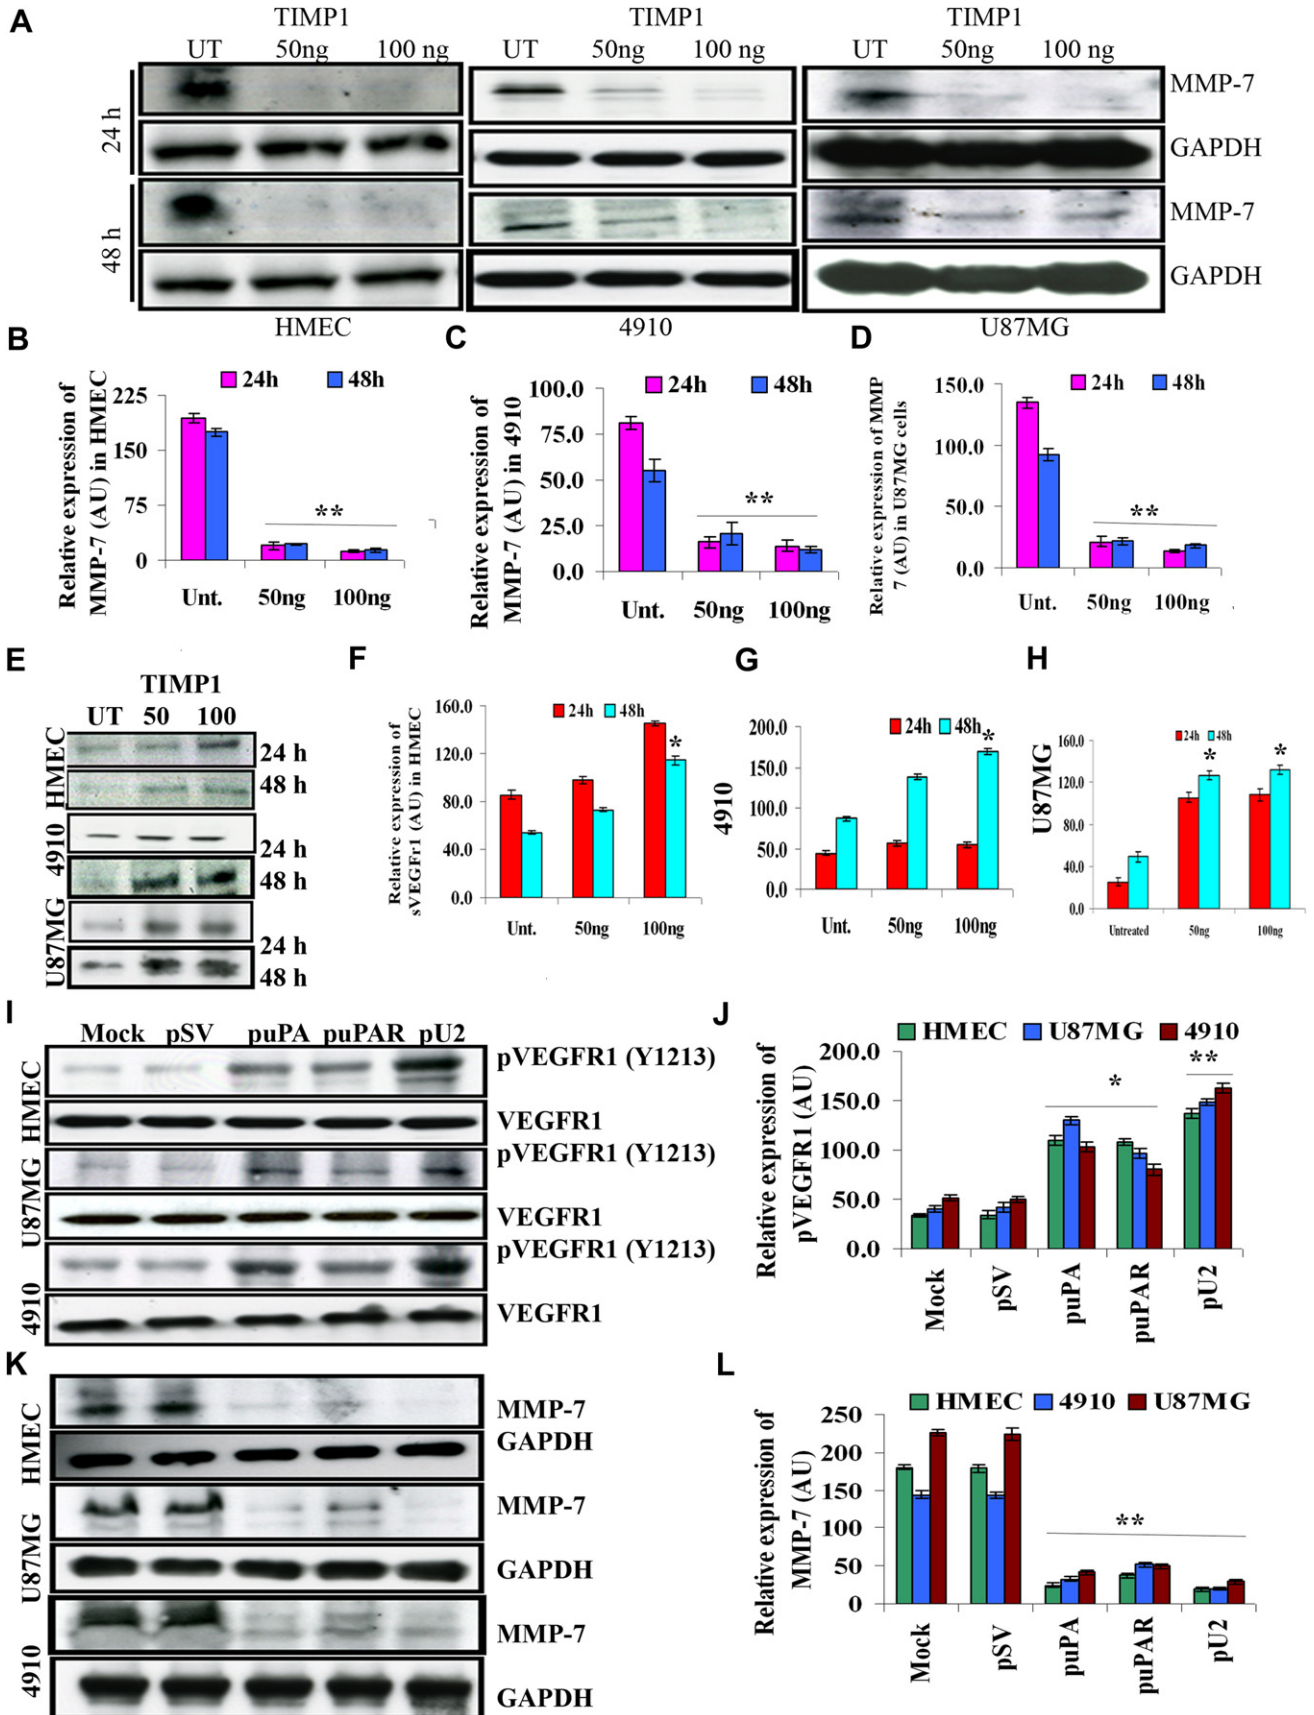 A
TIMP1 TIMP1 TIMP1
UT 50ng 100 ng UT 50ng 100 ng UT 50ng 100 ng
24 h
MMP-7
GAPDH
48 h
MMP-7
GAPDH
HMEC 4910 U87MG
B
24h 48h
Relative expression of
MMP-7 (AU) in HMEC
225
150
75
0
**
Unt. 50ng 100ng
C
24h 48h
Relative expression of
MMP-7 (AU) in 4910
100.0
75.0
50.0
25.0
0.0
**
Unt. 50ng 100ng
D
24h 48h
Relative expression of MMP
7 (AU) in U87MG cells
150.0
100.0
50.0
0.0
**
Unt. 50ng 100ng
E
TIMP1
UT 50 100
HMEC
24 h
48 h
4910
24 h
48 h
U87MG
24 h
48 h
F
24h 48h
Relative expression of
sVEGFr1 (AU) in HMEC
160.0
120.0
80.0
40.0
0.0
*
Unt. 50ng 100ng
G
24h 48h
4910
200.0
150.0
100.0
50.0
0.0
*
Unt. 50ng 100ng
H
24h 48h
U87MG
160.0
120.0
80.0
40.0
0.0
* *
Untreated 50ng 100ng
I
Mock pSV puPA puPAR pU2
HMEC
pVEGFR1 (Y1213)
VEGFR1
U87MG
pVEGFR1 (Y1213)
VEGFR1
4910
pVEGFR1 (Y1213)
VEGFR1
J
HMEC U87MG 4910
Relative expression of
pVEGFR1 (AU)
200.0
150.0
100.0
50.0
0.0
* **
Mock pSV puPA puPAR pU2
K
HMEC
MMP-7
GAPDH
U87MG
MMP-7
GAPDH
4910
MMP-7
GAPDH
L
HMEC 4910 U87MG
Relative expression of
MMP-7 (AU)
250
200
150
100
50
0
**
Mock pSV puPA puPAR pU2